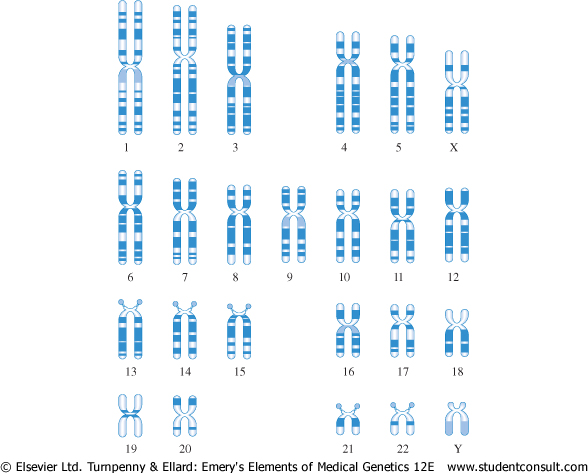 1 2 3 4 5 X
6 7 8 9 10 11 12
13 14 15 16 17 18
19 20 21 22 Y
© Elsevier Ltd. Turnpenny & Ellard: Emery's Elements of Medical Genetics 12E www.studentconsult.com